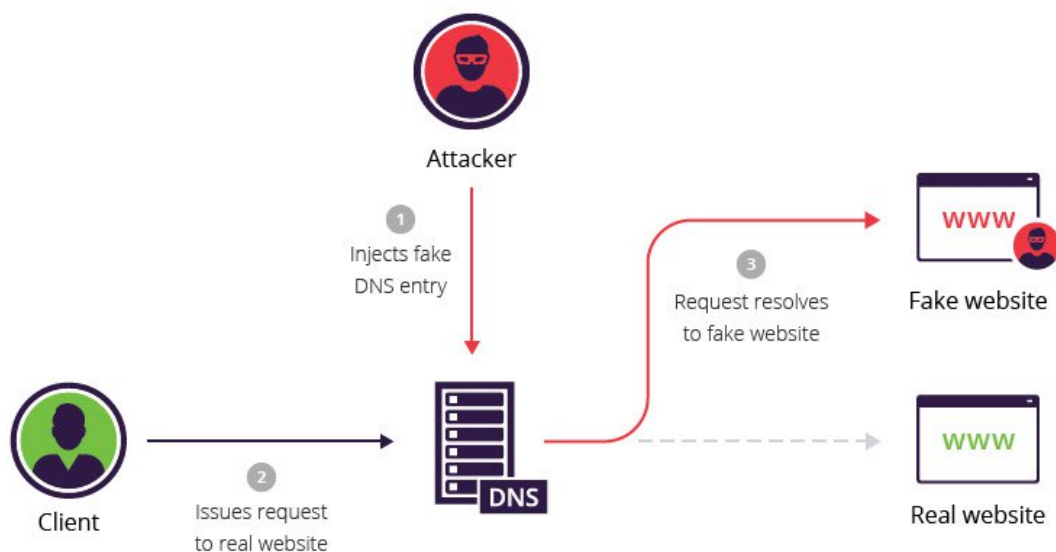 Attacker
1
Injects fake
DNS entry
www
3
Fake website
Request resolves
to fake website
DNS
www
2
Client
Issues request
to real website
Real website